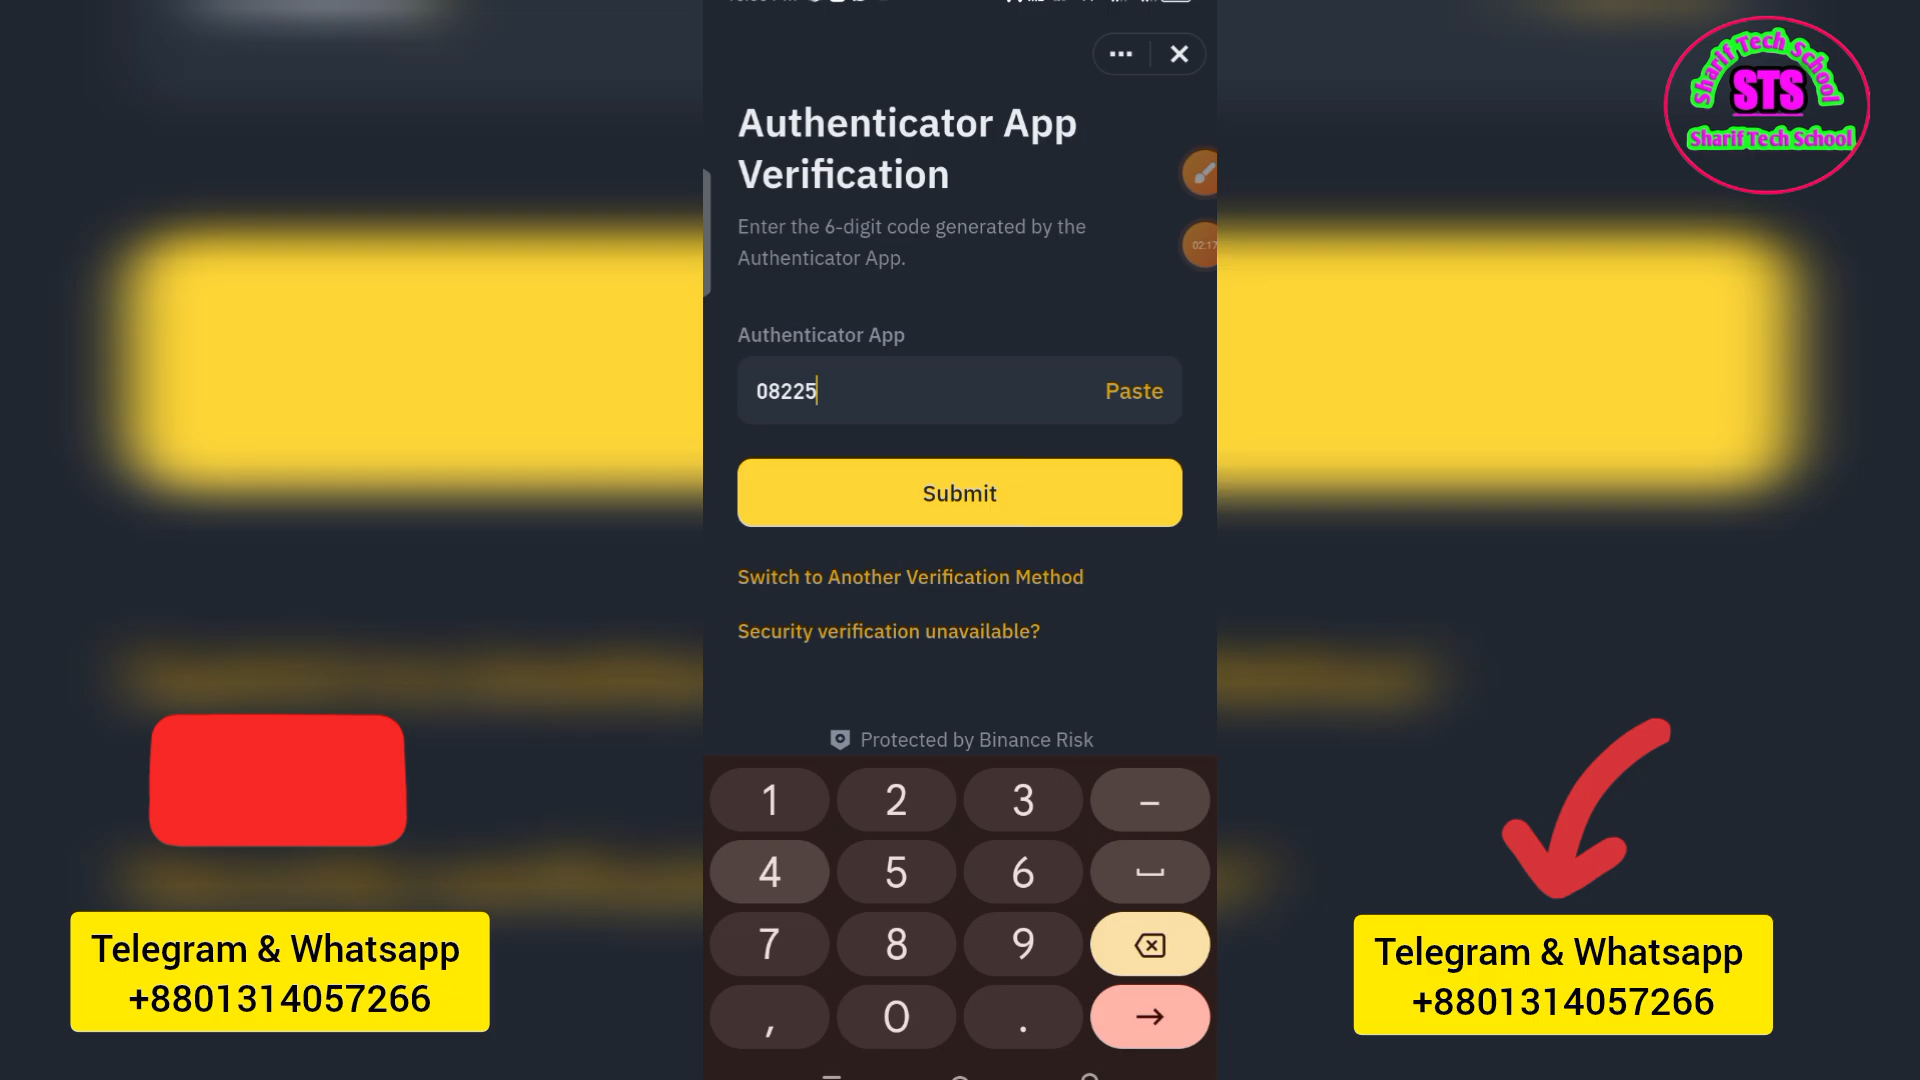 Sharif Tech School
STS
Sharif Tech School
Authenticator App
Verification
Enter the 6-digit code generated by the
Authenticator App.
02:17
Authenticator App
08225
Paste
Submit
Switch to Another Verification Method
Security verification unavailable?
Protected by Binance Risk
1 2 3 –
4 5 6
7 8 9
, 0 . →
Telegram & Whatsapp
+8801314057266
Telegram & Whatsapp
+8801314057266